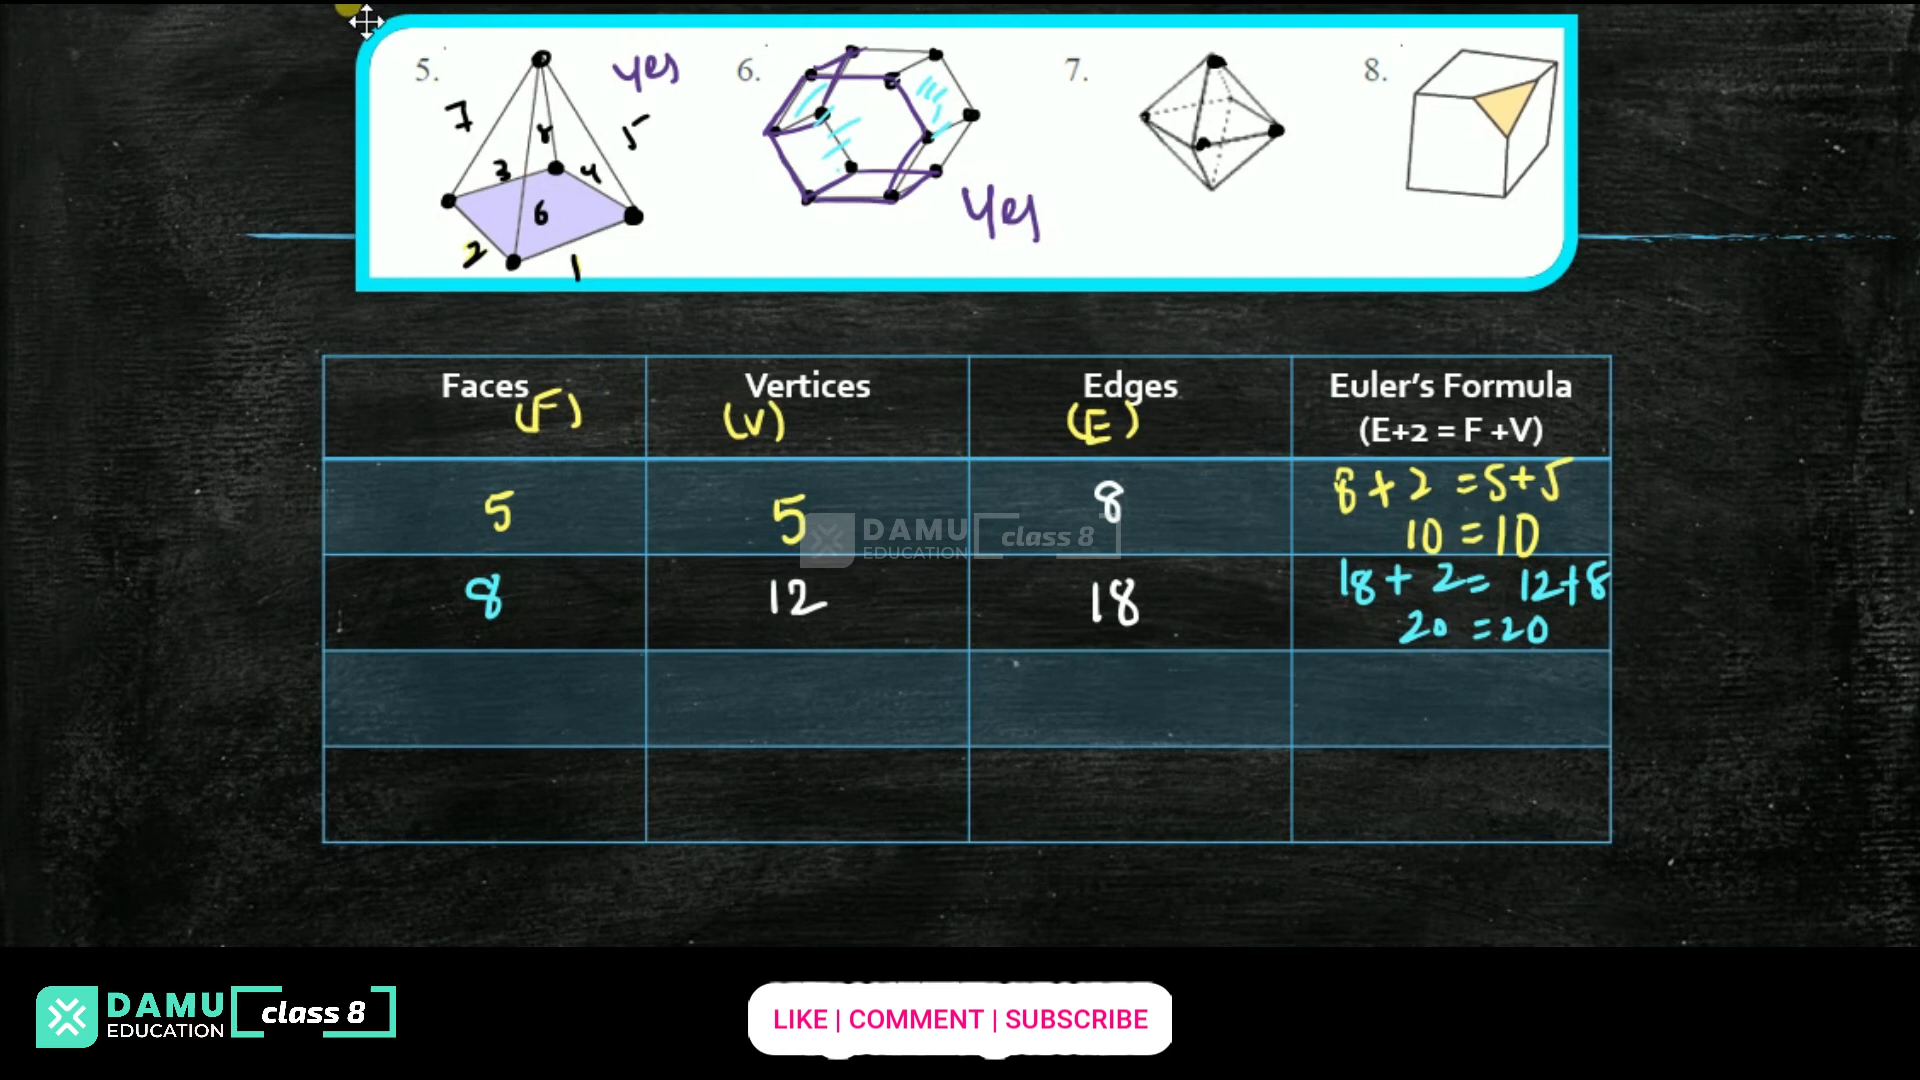 5.
yes
7
8
5
3
4
6
2
1
6.
Yes
7.
8.
Faces
(F)
Vertices
(V)
Edges
(E)
Euler's Formula
(E+2 = F +V)
5
5
8
8 + 2 = 5+5
10 = 10
8
12
18
18 + 2 = 12+8
20 = 20
DAMU
EDUCATION
class 8
DAMU
EDUCATION
class 8
LIKE | COMMENT | SUBSCRIBE